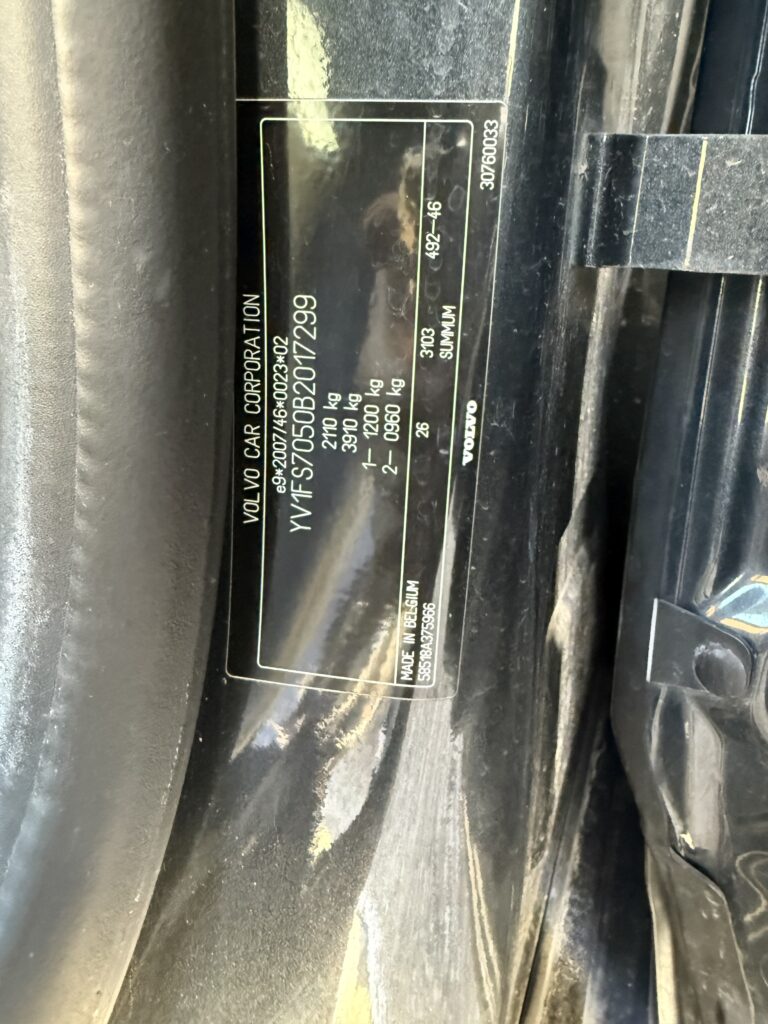 VOLVO CAR CORPORATION
e9*2007/46*0023*02
YV1FS7050B2017299
2110 kg
3910 kg
1– 1200 kg
2– 0960 kg
MADE IN BELGIUM 26 3103 492–46
58518A375966 SUMMUM
VOLVO 30760033